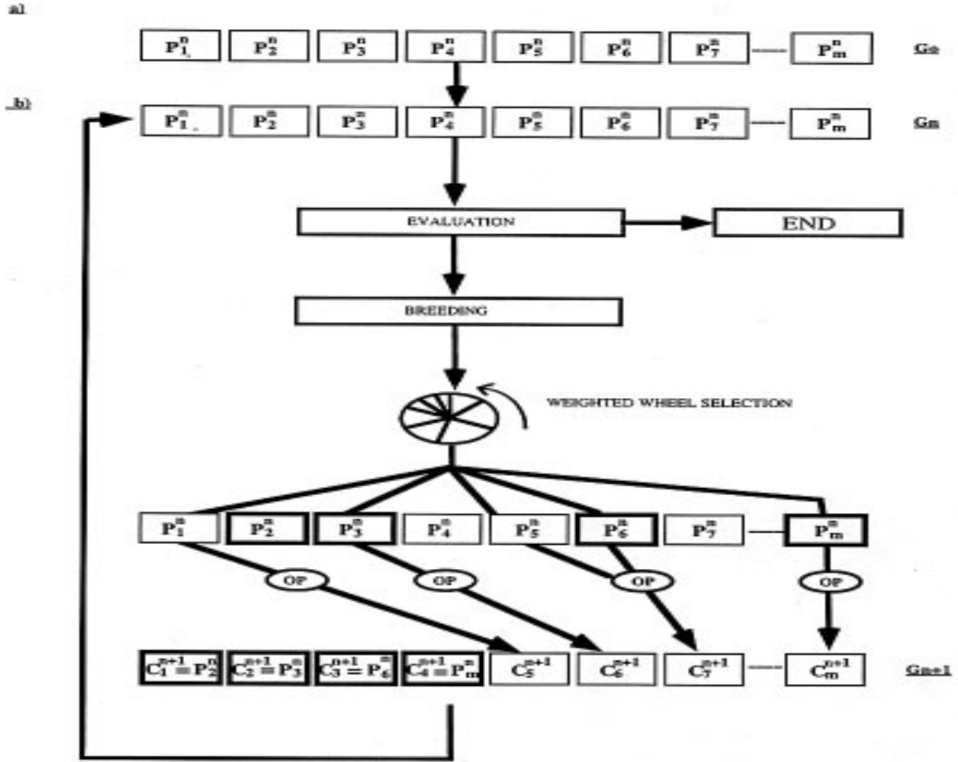 a)
P₁ⁿ P₂ⁿ P₃ⁿ P₄ⁿ P₅ⁿ P₆ⁿ P₇ⁿ ---- Pₘⁿ Go
b)
P₁ⁿ P₂ⁿ P₃ⁿ P₄ⁿ P₅ⁿ P₆ⁿ P₇ⁿ ---- Pₘⁿ Gn
EVALUATION END
BREEDING
WEIGHTED WHEEL SELECTION
P₁ⁿ P₂ⁿ P₃ⁿ P₄ⁿ P₅ⁿ P₆ⁿ P₇ⁿ ---- Pₘⁿ
OP OP OP OP
C₁ⁿ⁺¹=P₂ⁿ C₂ⁿ⁺¹=P₃ⁿ C₃ⁿ⁺¹=P₆ⁿ C₄ⁿ⁺¹=Pₘⁿ C₅ⁿ⁺¹ C₆ⁿ⁺¹ C₇ⁿ⁺¹ ---- Cₘⁿ⁺¹ Gn+1